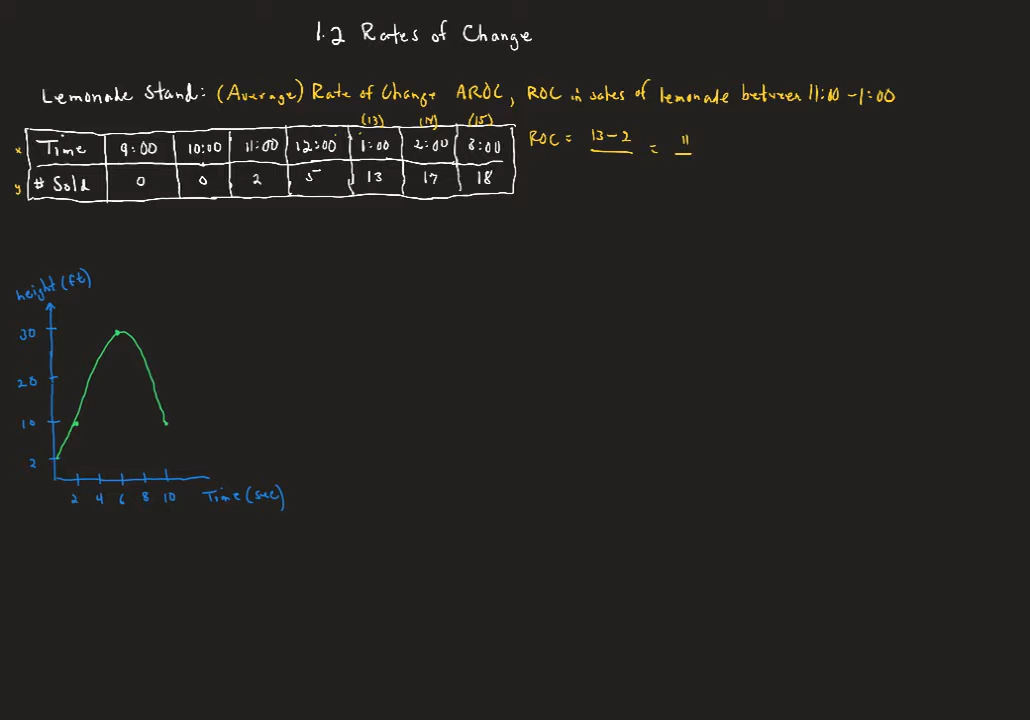 1.2 Rates of Change
Lemonade Stand: (Average) Rate of Change AROC, ROC in sales of lemonade between 11:00 - 1:00
(13) (14) (15)
x Time 9:00 10:00 11:00 12:00 1:00 2:00 3:00
y # Sold 0 0 2 5 13 17 18
ROC = 13-2 = 11
height (ft)
30
20
10
2
2 4 6 8 10 Time (sec)